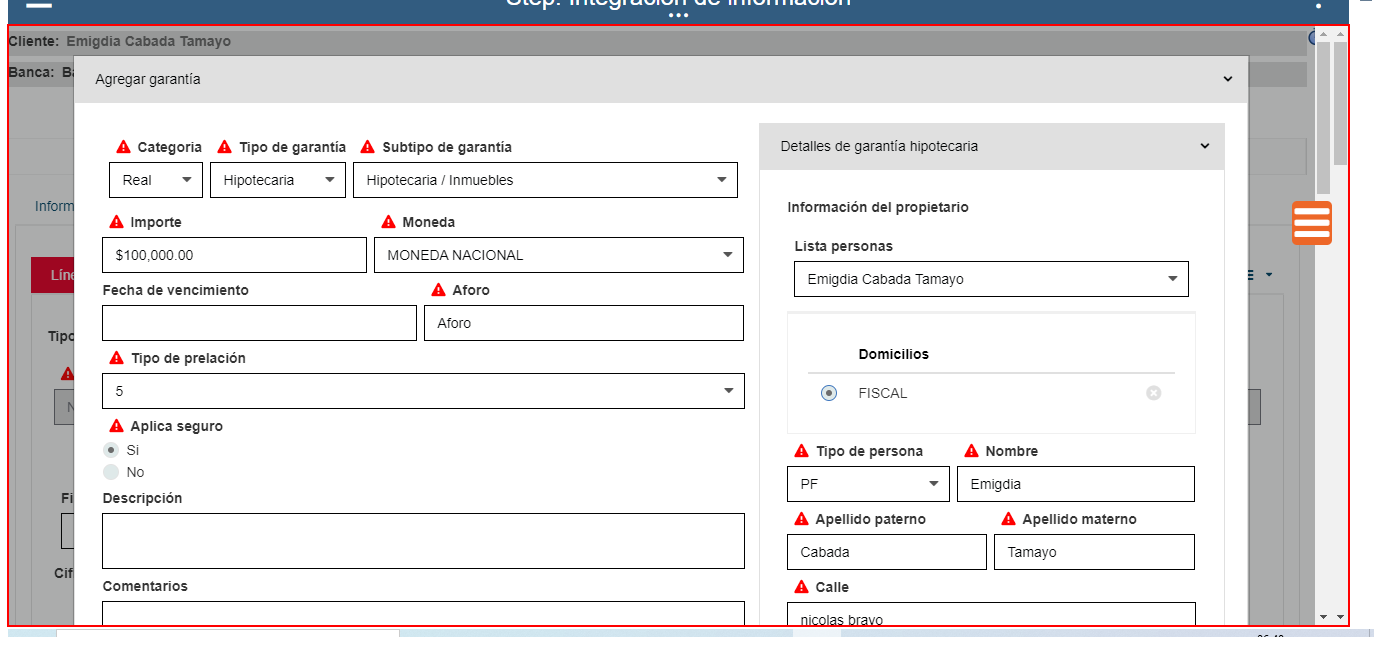 Step: Integración de información
Cliente: Emigdia Cabada Tamayo
Banca:
Agregar garantía
Categoria Tipo de garantía Subtipo de garantía
Real Hipotecaria Hipotecaria / Inmuebles
Importe Moneda
$100,000.00 MONEDA NACIONAL
Fecha de vencimiento Aforo
Aforo
Tipo de prelación
5
Aplica seguro
Si
No
Descripción
Comentarios
Detalles de garantía hipotecaria
Información del propietario
Lista personas
Emigdia Cabada Tamayo
Domicilios
FISCAL
Tipo de persona Nombre
PF Emigdia
Apellido paterno Apellido materno
Cabada Tamayo
Calle
nicolas bravo